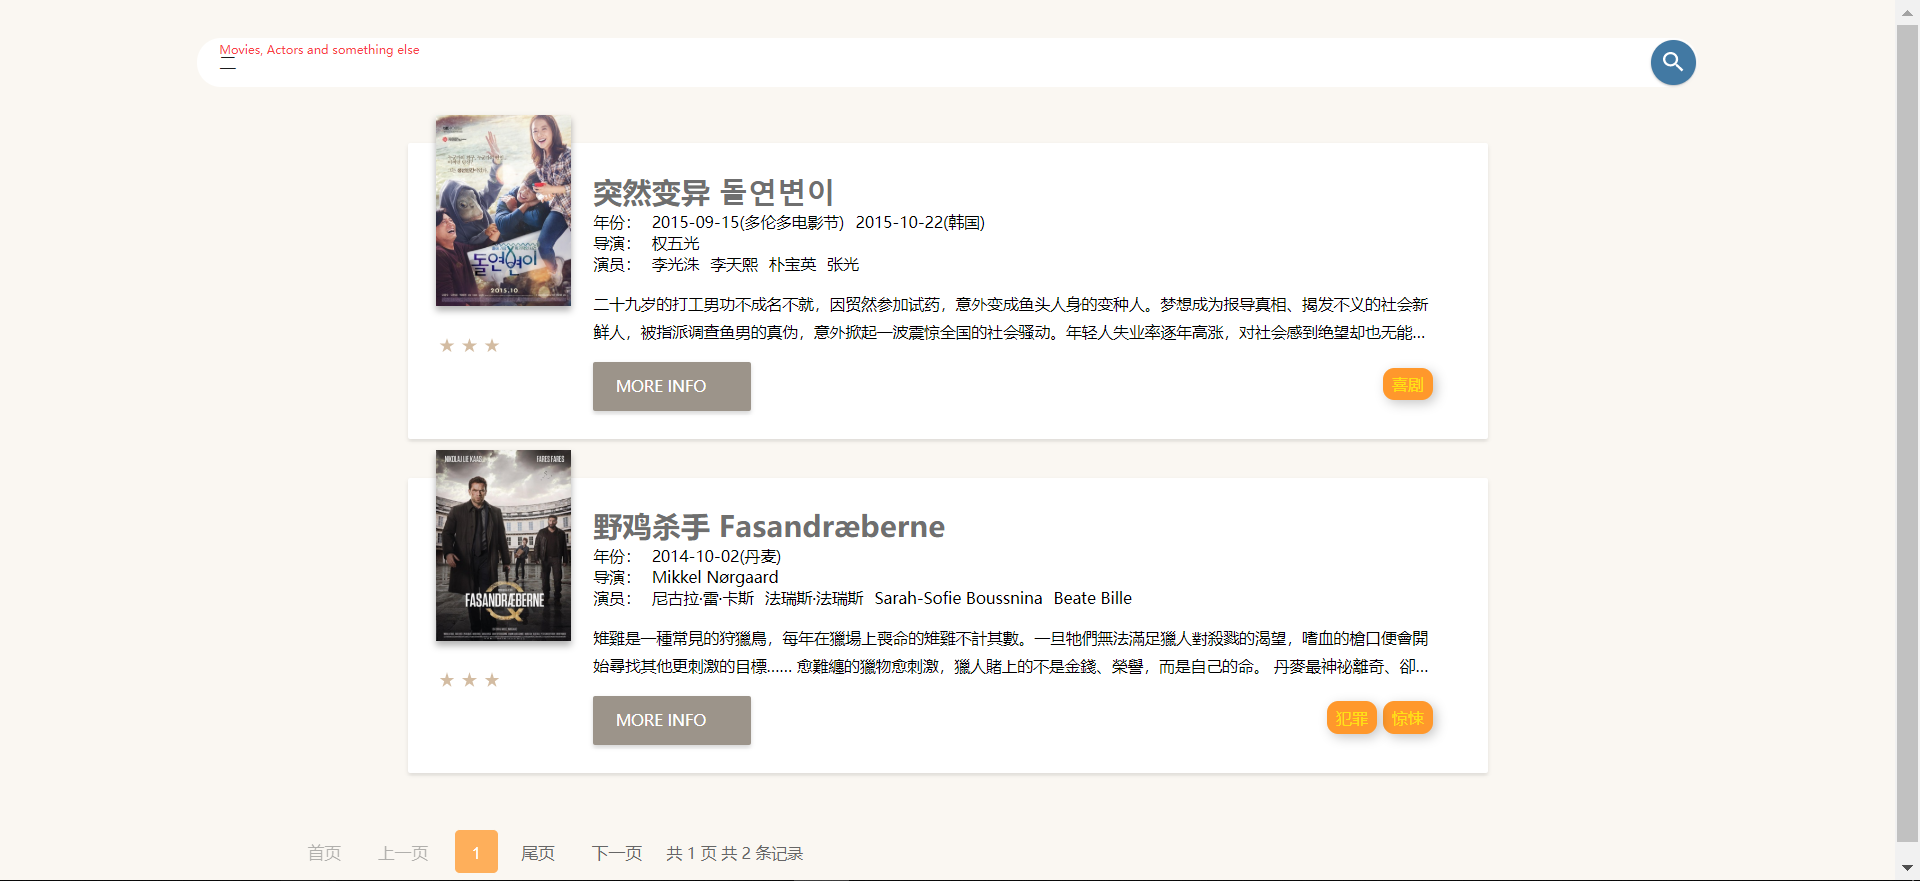 Movies, Actors and something else
二
突然变异 돌연변이
年份： 2015-09-15(多伦多电影节) 2015-10-22(韩国)
导演： 权五光
演员： 李光洙 李天熙 朴宝英 张光
二十九岁的打工男功不成名不就，因贸然参加试药，意外变成鱼头人身的变种人。梦想成为报导真相、揭发不义的社会新
鲜人，被指派调查鱼男的真伪，意外掀起一波震惊全国的社会骚动。年轻人失业率逐年高涨，对社会感到绝望却也无能...
돌연변이
2015.10
★ ★ ★
MORE INFO
喜剧
NIKOLAJ LIE KAAS
FARES FARES
FASANDRÆBERNE
野鸡杀手 Fasandræberne
年份： 2014-10-02(丹麦)
导演： Mikkel Nørgaard
演员： 尼古拉·雷·卡斯 法瑞斯·法瑞斯 Sarah-Sofie Boussnina Beate Bille
雉雞是一種常見的狩獵鳥，每年在獵場上喪命的雉雞不計其數。一旦牠們無法滿足獵人對殺戮的渴望，嗜血的槍口便會開
始尋找其他更刺激的目標…… 愈難纏的獵物愈刺激，獵人賭上的不是金錢、榮譽，而是自己的命。 丹麥最神祕離奇、卻...
★ ★ ★
MORE INFO
犯罪 惊悚
首页 上一页 1 尾页 下一页 共 1 页 共 2 条记录